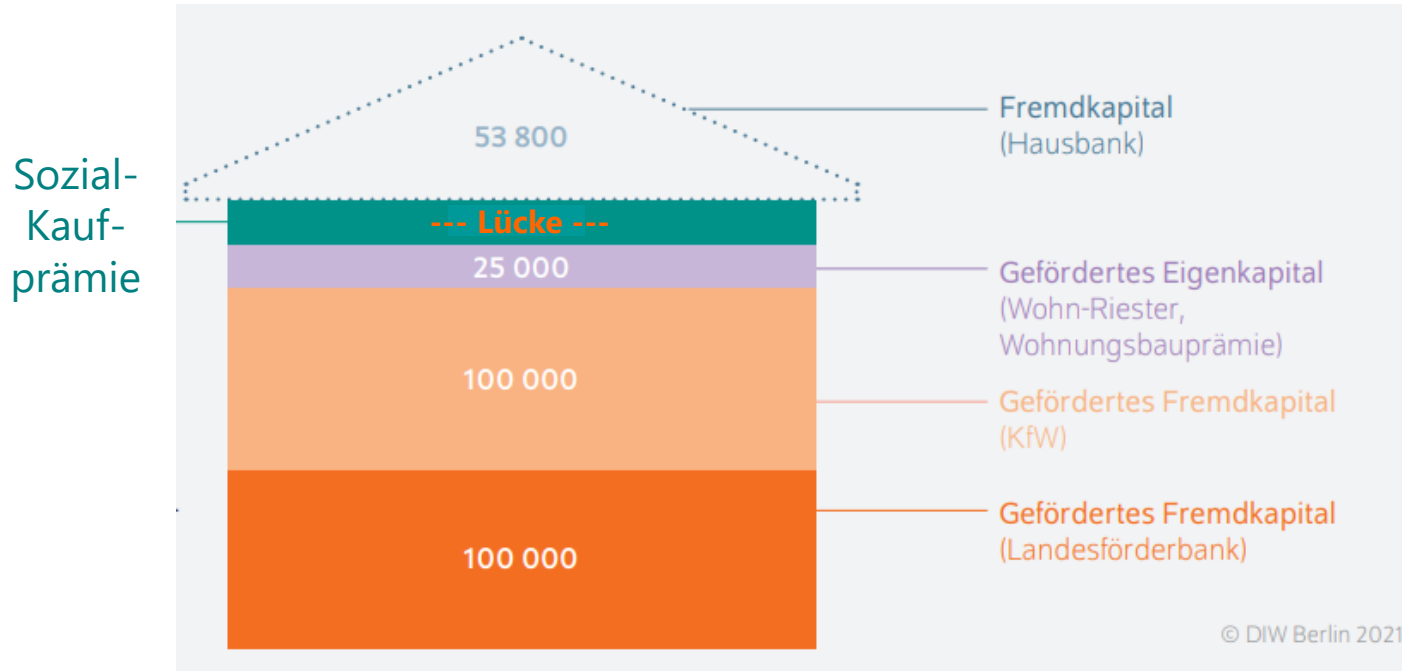 Sozial-
Kauf-
prämie
53 800
Fremdkapital
(Hausbank)
--- Lücke ---
25 000
Gefördertes Eigenkapital
(Wohn-Riester,
Wohnungsbauprämie)
100 000
Gefördertes Fremdkapital
(KfW)
100 000
Gefördertes Fremdkapital
(Landesförderbank)
© DIW Berlin 2021